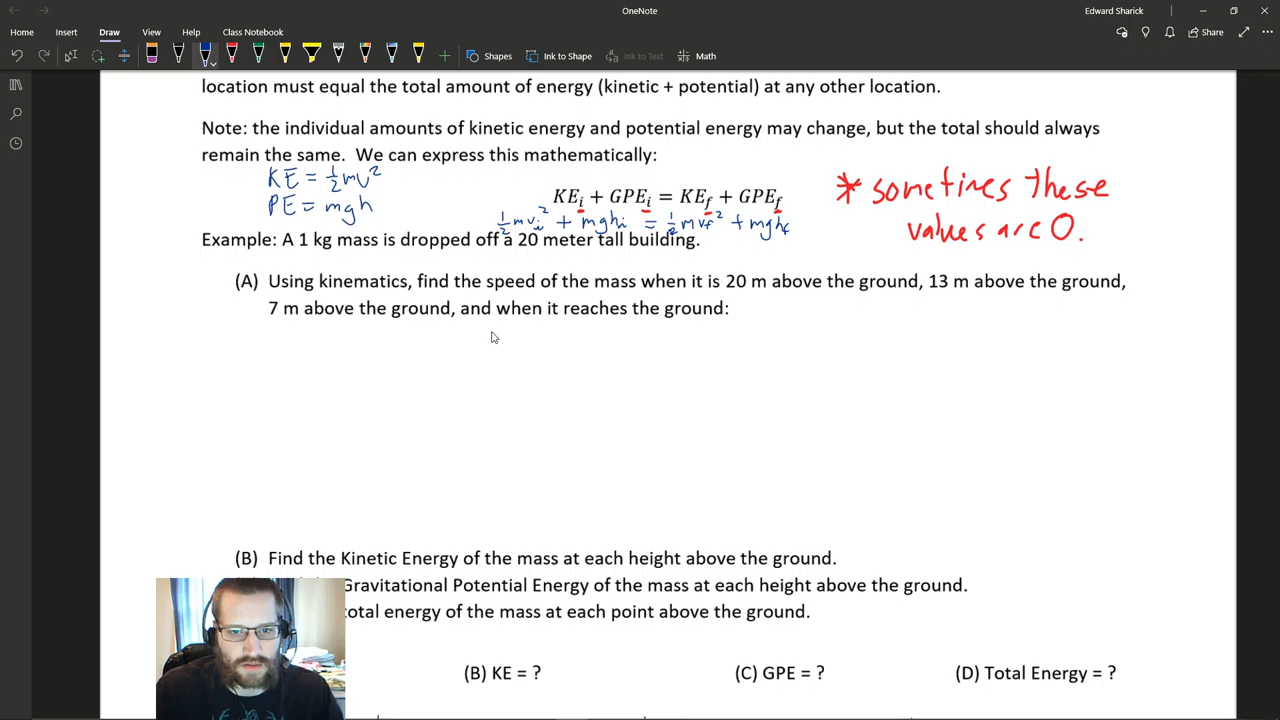 OneNote
Edward Sharick
Home Insert Draw View Help Class Notebook
Share
Shapes Ink to Shape Ink to Text Math
location must equal the total amount of energy (kinetic + potential) at any other location.
Note: the individual amounts of kinetic energy and potential energy may change, but the total should always
remain the same. We can express this mathematically:
KE = ½mv²
PE = mgh
KEᵢ + GPEᵢ = KE_f + GPE_f
½mvᵢ² + mghᵢ = ½mv_f² + mgh_f
* sometimes these
values are 0.
Example: A 1 kg mass is dropped off a 20 meter tall building.
(A) Using kinematics, find the speed of the mass when it is 20 m above the ground, 13 m above the ground,
7 m above the ground, and when it reaches the ground:
(B) Find the Kinetic Energy of the mass at each height above the ground.
Gravitational Potential Energy of the mass at each height above the ground.
total energy of the mass at each point above the ground.
(B) KE = ? (C) GPE = ? (D) Total Energy = ?